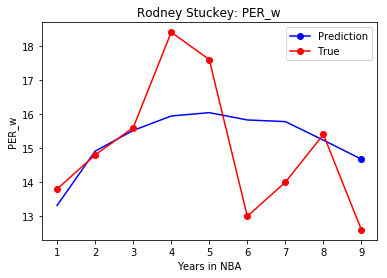 Rodney Stuckey: PER_w
Prediction
True
18
17
16
15
14
13
PER_w
1 2 3 4 5 6 7 8 9
Years in NBA